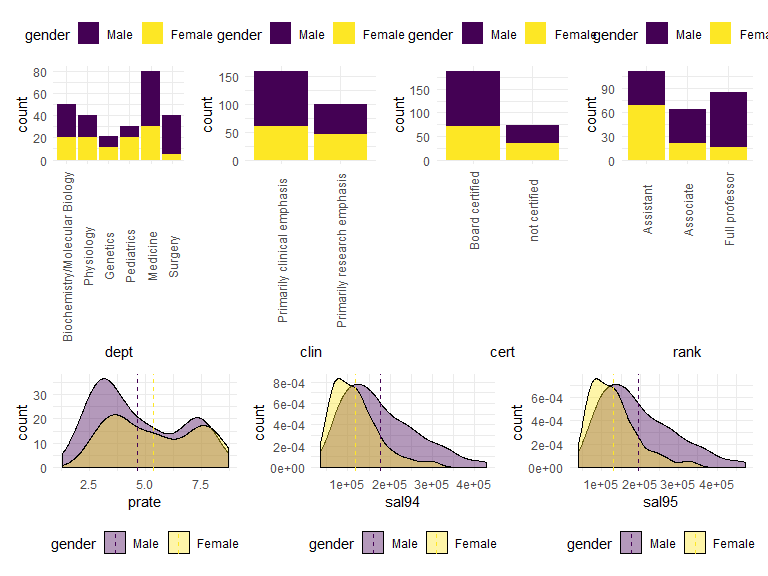 gender Male Female
gender Male Female
gender Male Female
gender Male Female
count
80
60
40
20
0
Biochemistry/Molecular Biology
Physiology
Genetics
Pediatrics
Medicine
Surgery
dept
count
150
100
50
0
Primarily clinical emphasis
Primarily research emphasis
clin
count
150
100
50
0
Board certified
not certified
cert
count
90
60
30
0
Assistant
Associate
Full professor
rank
count
30
20
10
0
2.5 5.0 7.5
prate
gender Male Female
count
8e-04
6e-04
4e-04
2e-04
0e+00
1e+05 2e+05 3e+05 4e+05
sal94
gender Male Female
count
6e-04
4e-04
2e-04
0e+00
1e+05 2e+05 3e+05 4e+05
sal95
gender Male Female